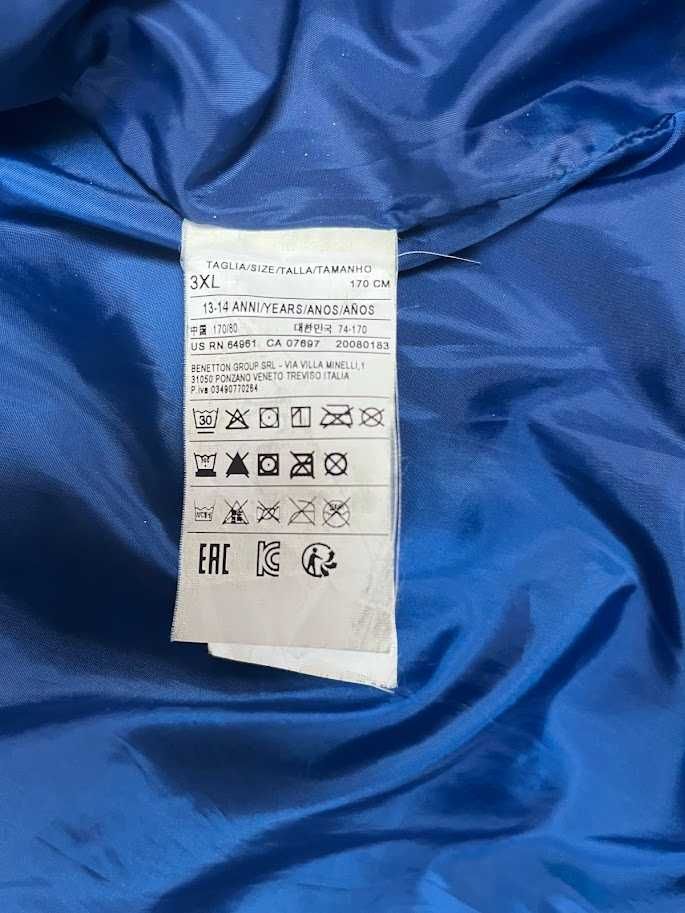 TAGLIA/SIZE/TALLA/TAMANHO
3XL 170 CM
13-14 ANNI/YEARS/ANOS/AÑOS
中国 170/80 대한민국 74-170
US RN 64961 CA 07697 20080183
BENETTON GROUP SRL - VIA VILLA MINELLI,1
31050 PONZANO VENETO TREVISO ITALIA
P.iva 03490770264
30
EAC